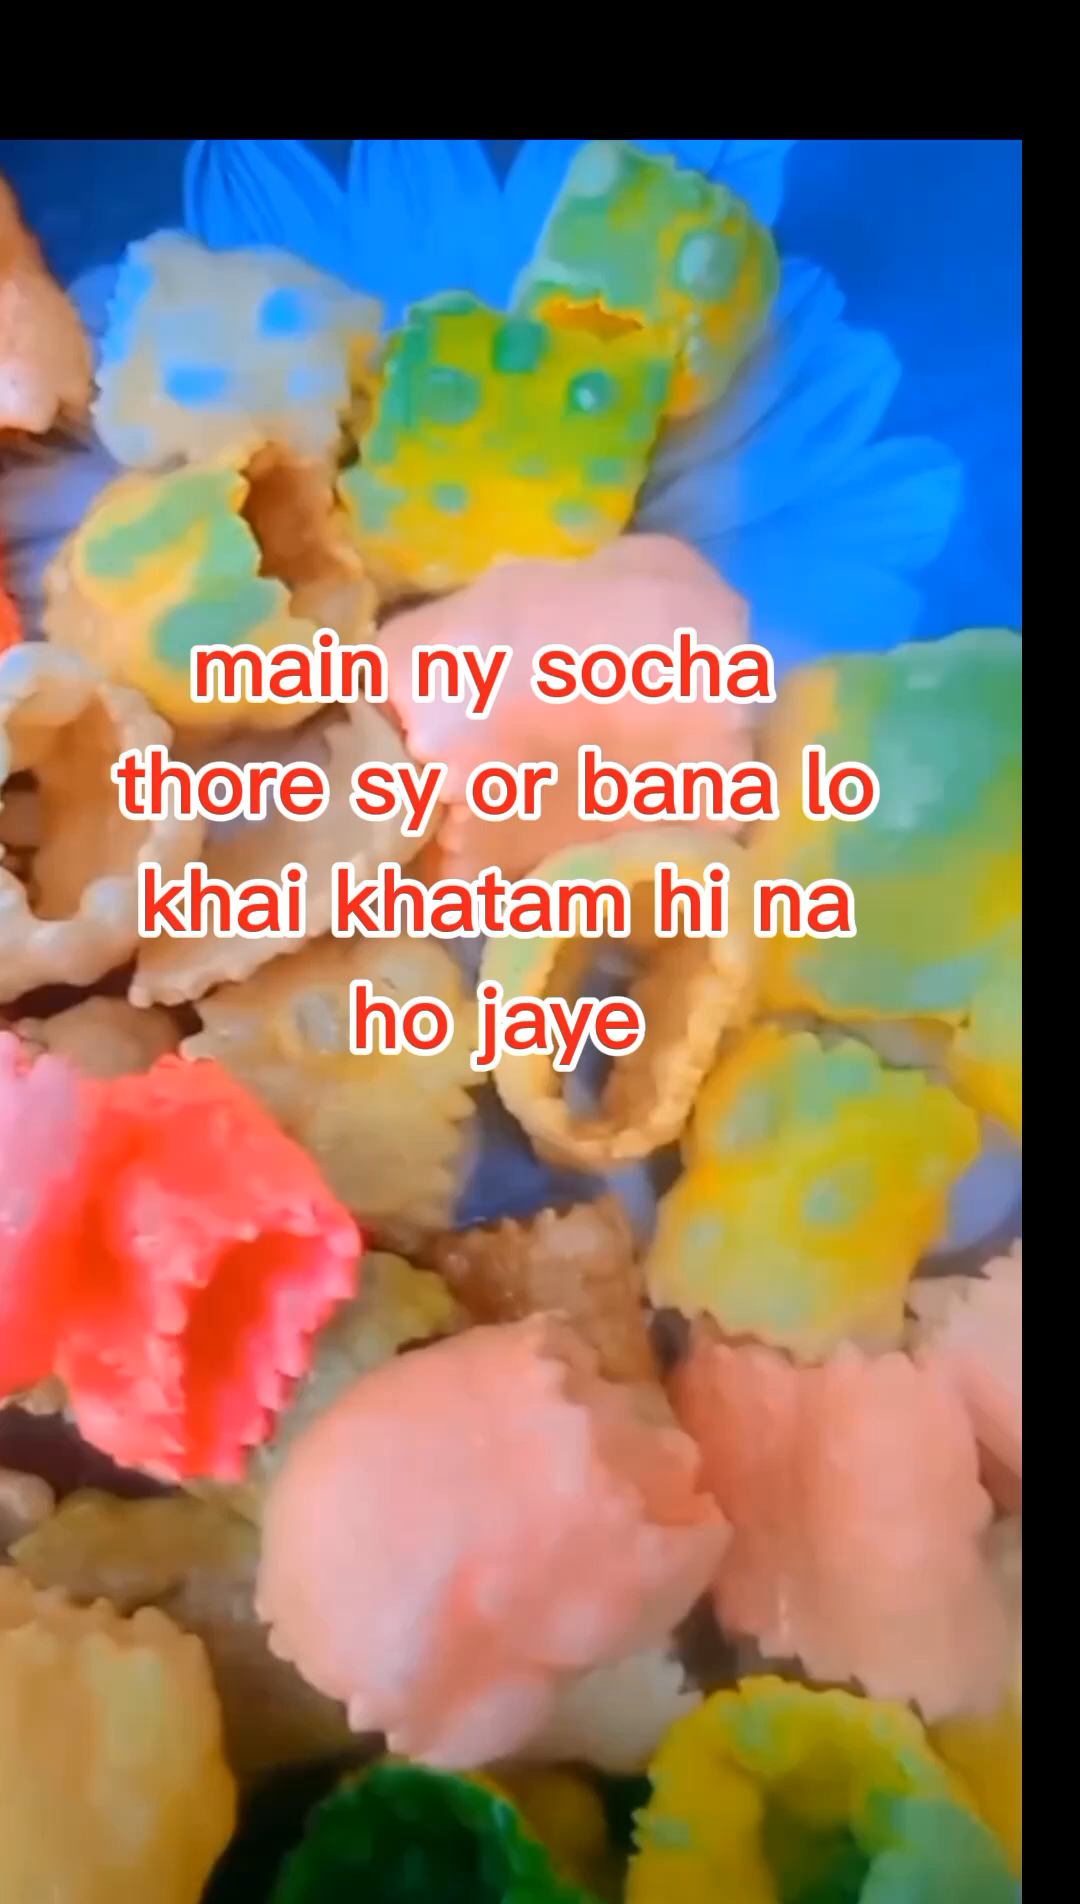 main ny socha
thore sy or bana lo
khai khatam hi na
ho jaye